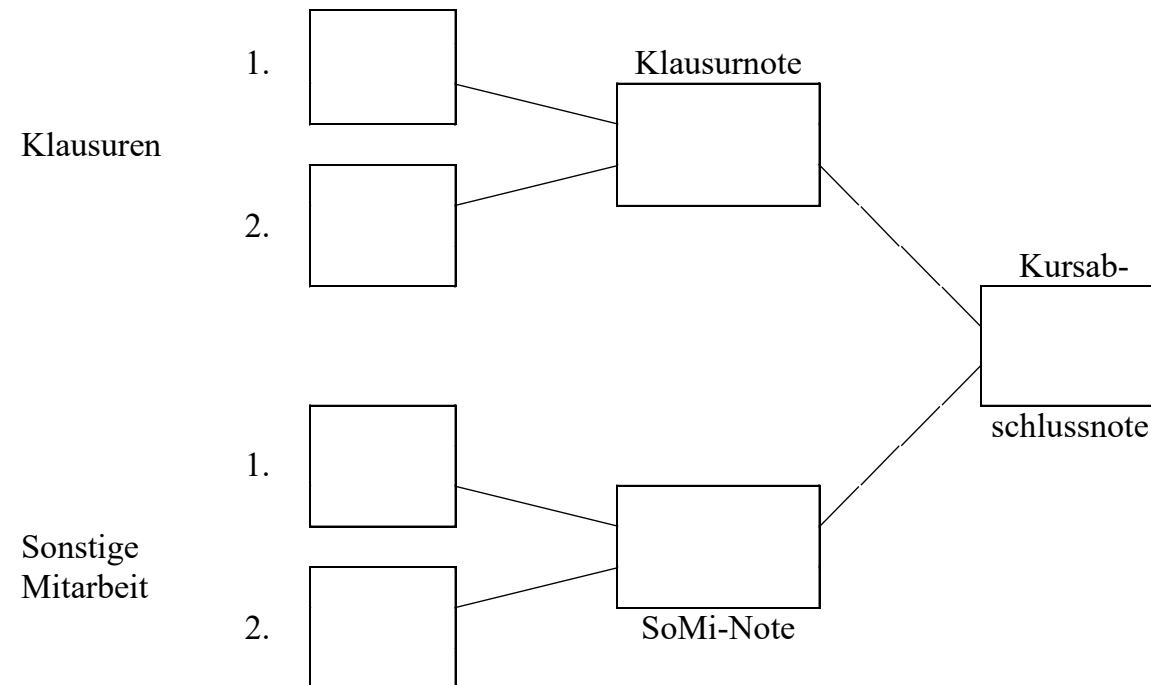 1.
Klausurnote
Klausuren
2.
Kursab-
schlussnote
1.
Sonstige
Mitarbeit
2.
SoMi-Note